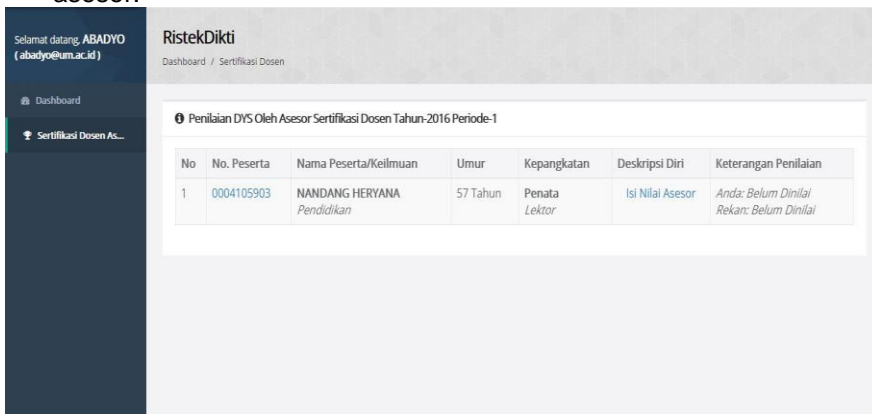 asesor.
Selamat datang, ABADYO
( abadyo@um.ac.id )
Dashboard
Sertifikasi Dosen As...
RistekDikti
Dashboard / Sertifikasi Dosen
Penilaian DYS Oleh Asesor Sertifikasi Dosen Tahun-2016 Periode-1
No No. Peserta Nama Peserta/Keilmuan Umur Kepangkatan Deskripsi Diri Keterangan Penilaian
1 0004105903 NANDANG HERYANA 57 Tahun Penata Isi Nilai Asesor Anda: Belum Dinilai
Pendidikan Lektor Rekan: Belum Dinilai